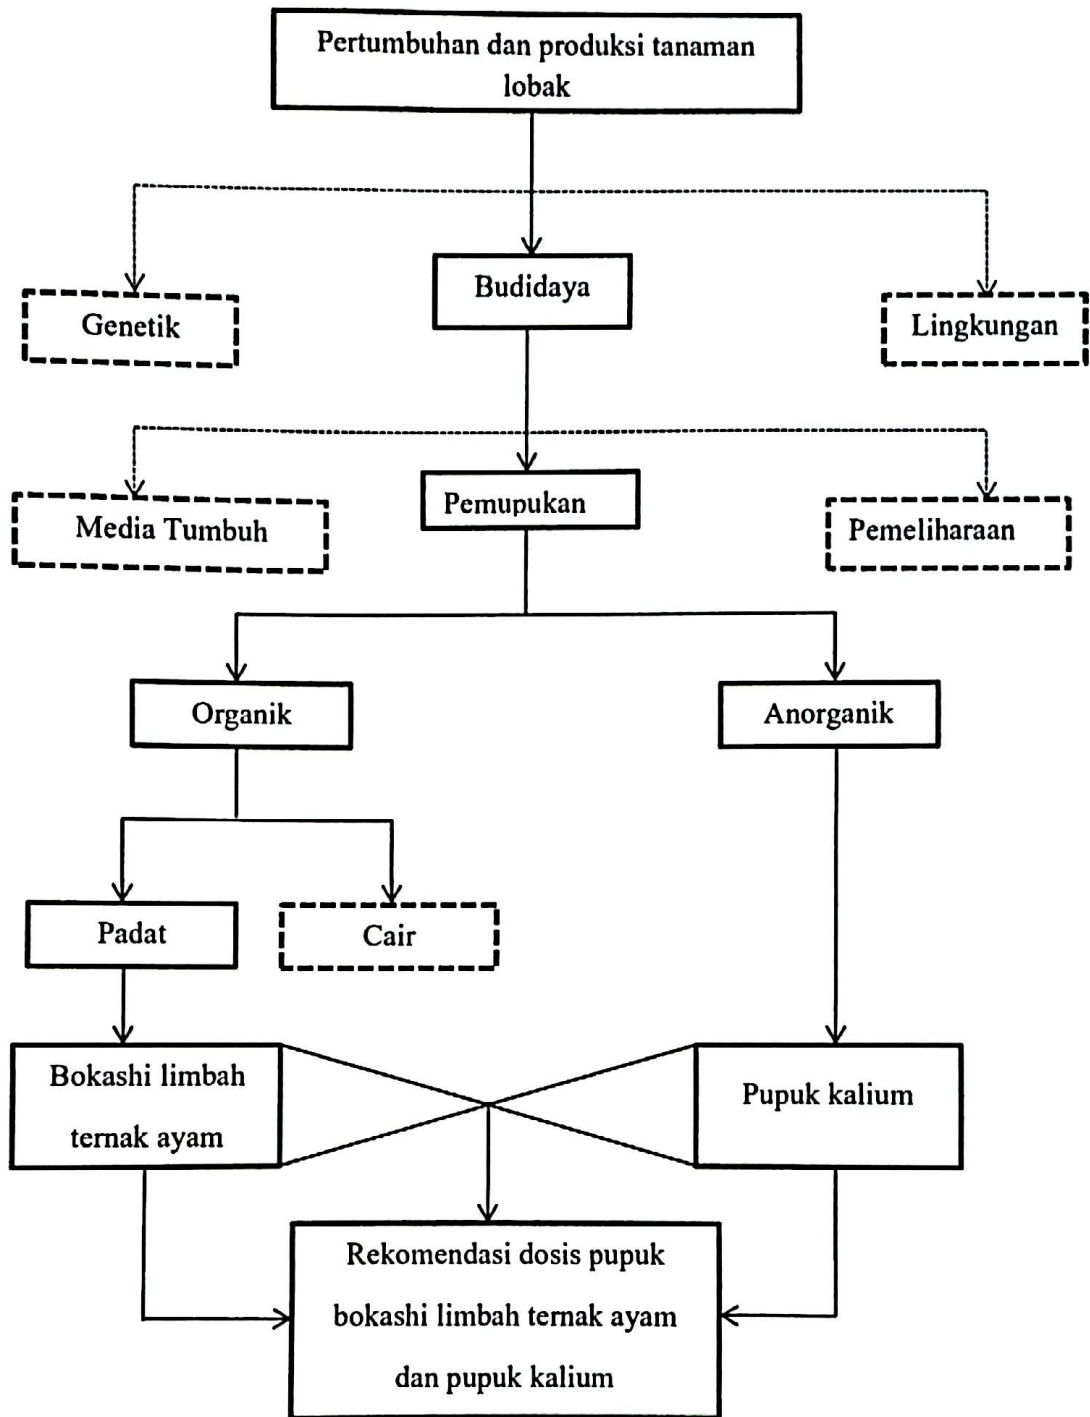 Pertumbuhan dan produksi tanaman
lobak
Genetik
Budidaya
Lingkungan
Media Tumbuh
Pemupukan
Pemeliharaan
Organik
Anorganik
Padat
Cair
Bokashi limbah
ternak ayam
Pupuk kalium
Rekomendasi dosis pupuk
bokashi limbah ternak ayam
dan pupuk kalium